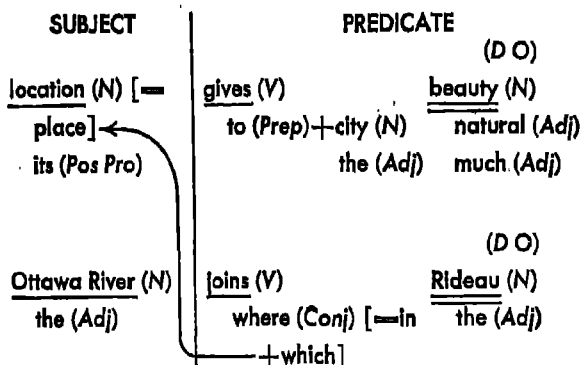 SUBJECT PREDICATE
(D O)
location (N) [= gives (V) beauty (N)
place] to (Prep)+city (N) natural (Adj)
its (Pos Pro) the (Adj) much (Adj)
(D O)
Ottawa River (N) joins (V) Rideau (N)
the (Adj) where (Conj) [=in the (Adj)
+which]